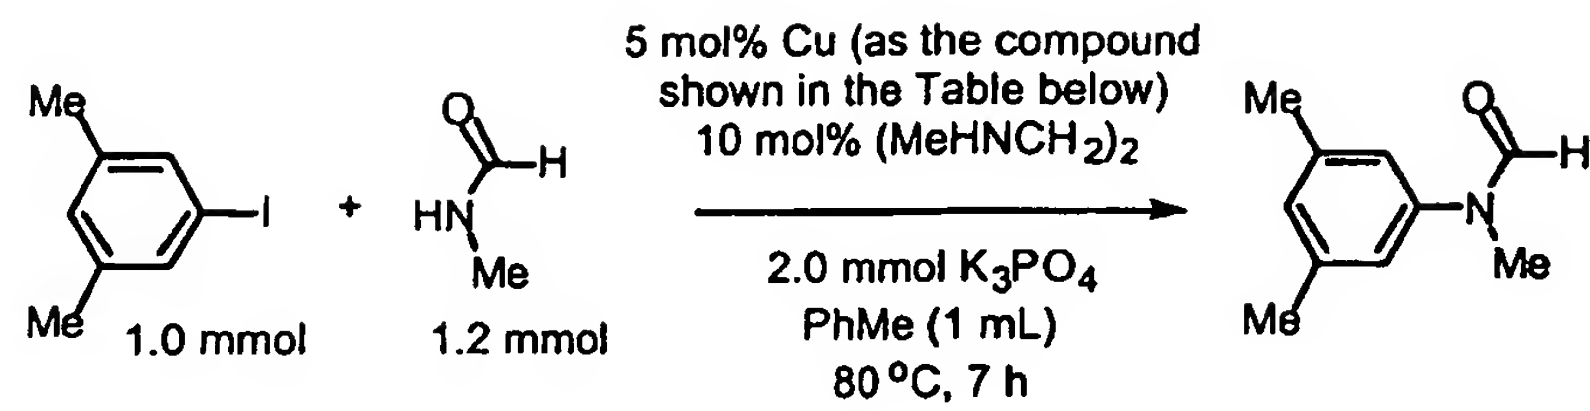 5 mol% Cu (as the compound
shown in the Table below)
10 mol% (MeHNCH2)2
Me
Me
I
+
O
H
HN
Me
1.0 mmol
1.2 mmol
2.0 mmol K3PO4
PhMe (1 mL)
80 ºC, 7 h
Me
Me
O
H
N
Me